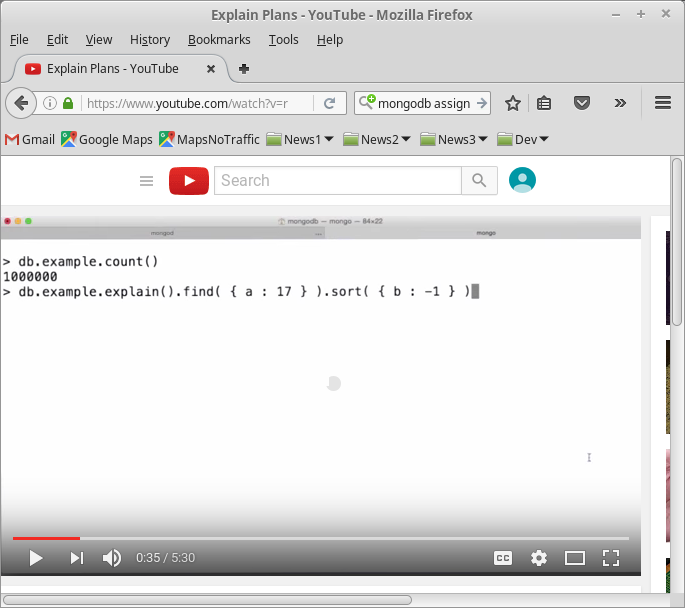 Explain Plans - YouTube - Mozilla Firefox
File Edit View History Bookmarks Tools Help
Explain Plans - YouTube
https://www.youtube.com/watch?v=r mongodb assign
Gmail Google Maps MapsNoTraffic News1 News2 News3 Dev
Search
mongodb — mongo — 84×22
mongod mongo
> db.example.count()
1000000
> db.example.explain().find( { a : 17 } ).sort( { b : -1 } )
0:35 / 5:30 CC